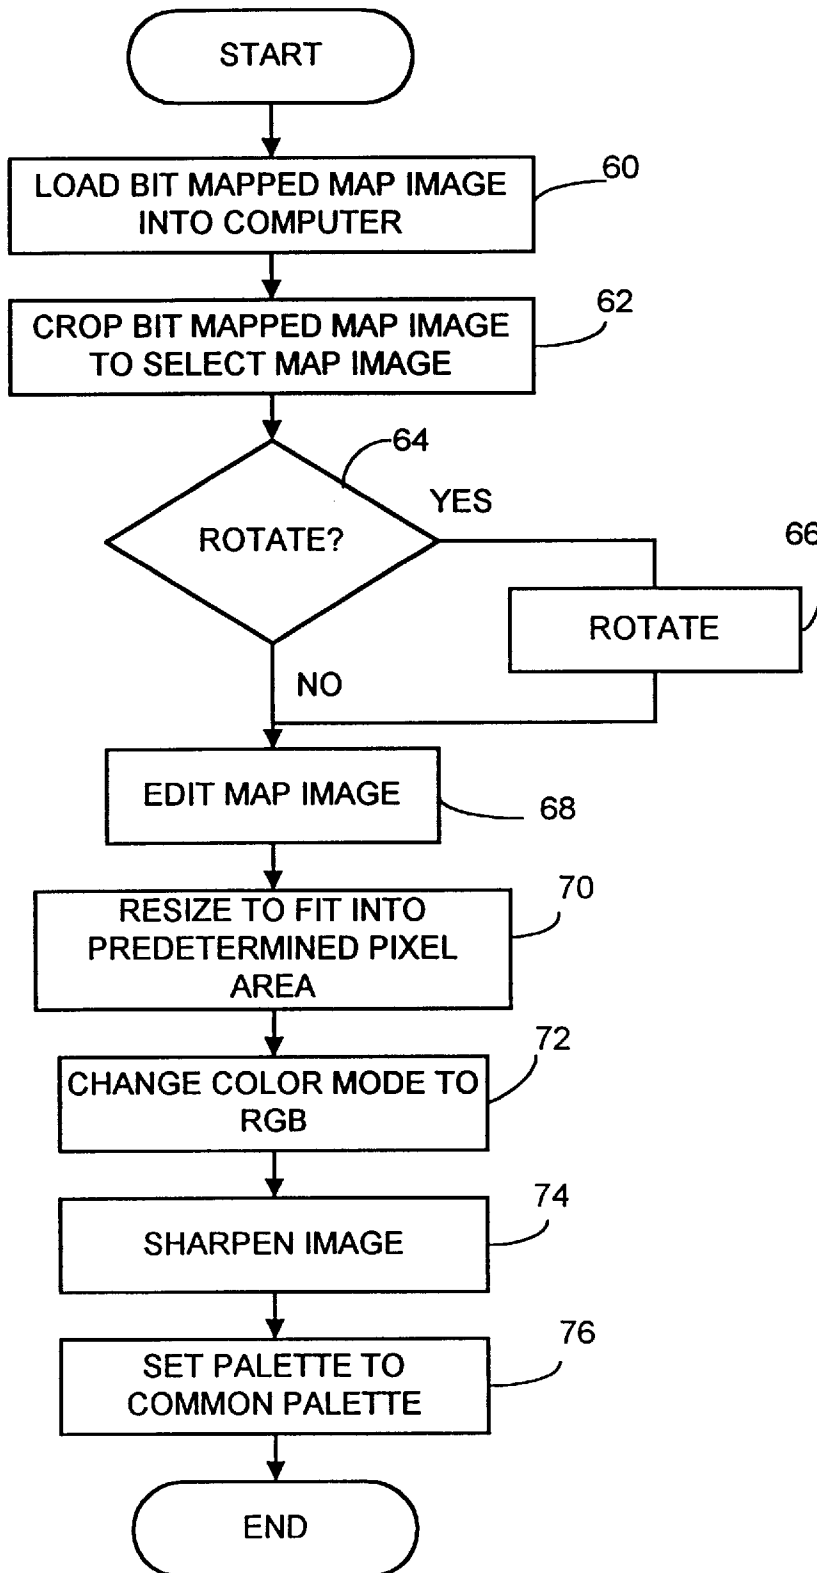 START
LOAD BIT MAPPED MAP IMAGE
INTO COMPUTER
60
CROP BIT MAPPED MAP IMAGE
TO SELECT MAP IMAGE
62
64
ROTATE?
YES
66
ROTATE
NO
EDIT MAP IMAGE
68
RESIZE TO FIT INTO
PREDETERMINED PIXEL
AREA
70
CHANGE COLOR MODE TO
RGB
72
SHARPEN IMAGE
74
SET PALETTE TO
COMMON PALETTE
76
END